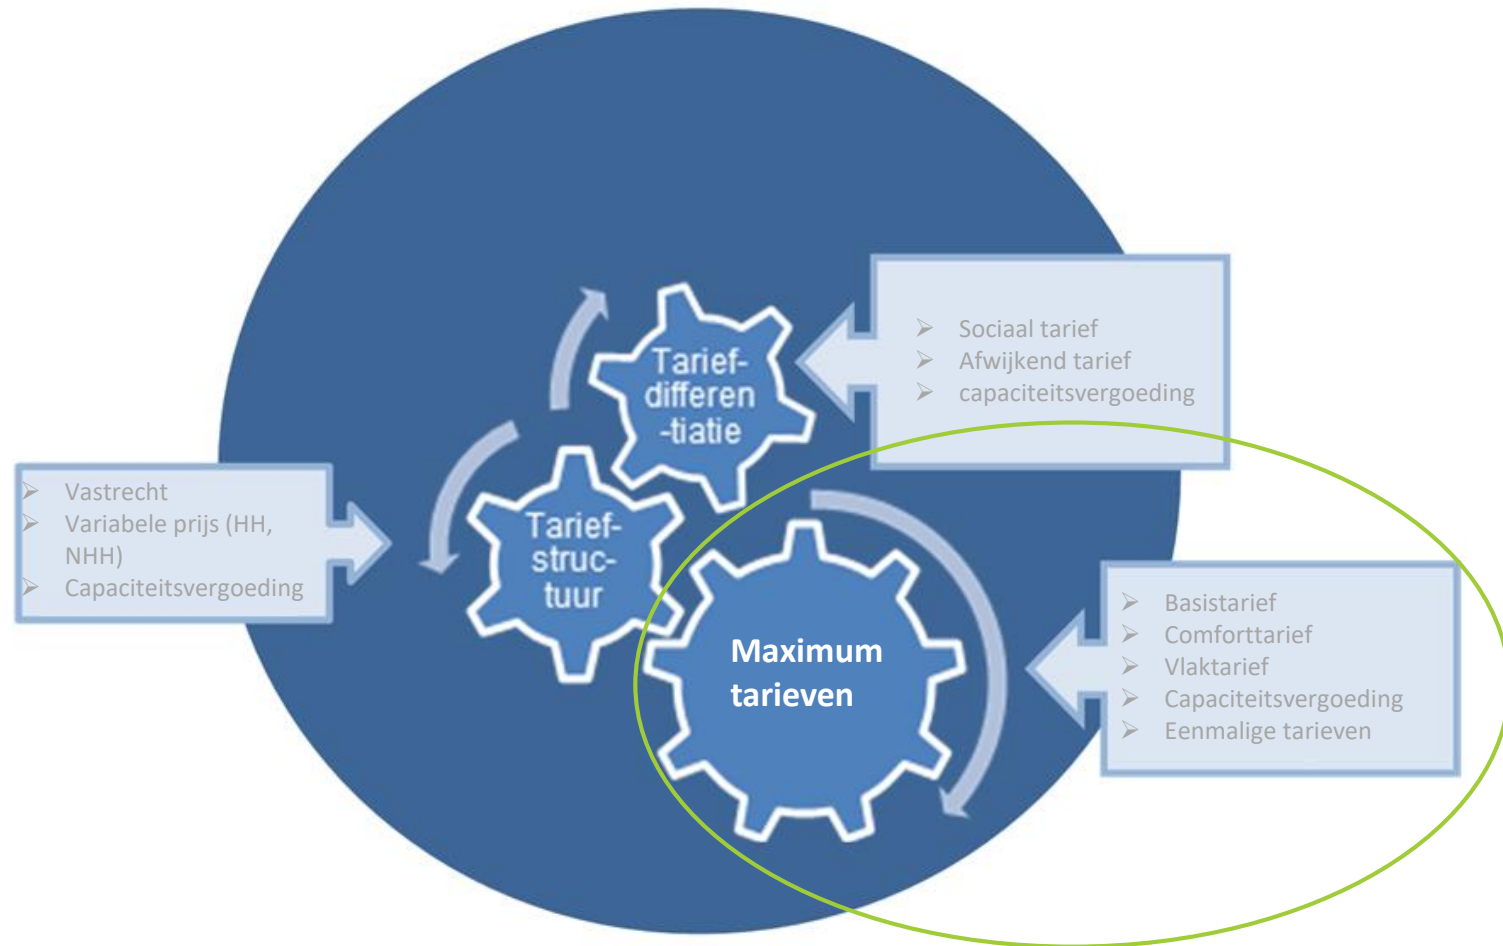 Tarief-
differen
-tiatie
➢ Sociaal tarief
➢ Afwijkend tarief
➢ capaciteitsvergoeding
➢ Vastrecht
➢ Variabele prijs (HH,
NHH)
➢ Capaciteitsvergoeding
Tarief-
struc-
tuur
Maximum
tarieven
➢ Basistarief
➢ Comforttarief
➢ Vlaktarief
➢ Capaciteitsvergoeding
➢ Eenmalige tarieven